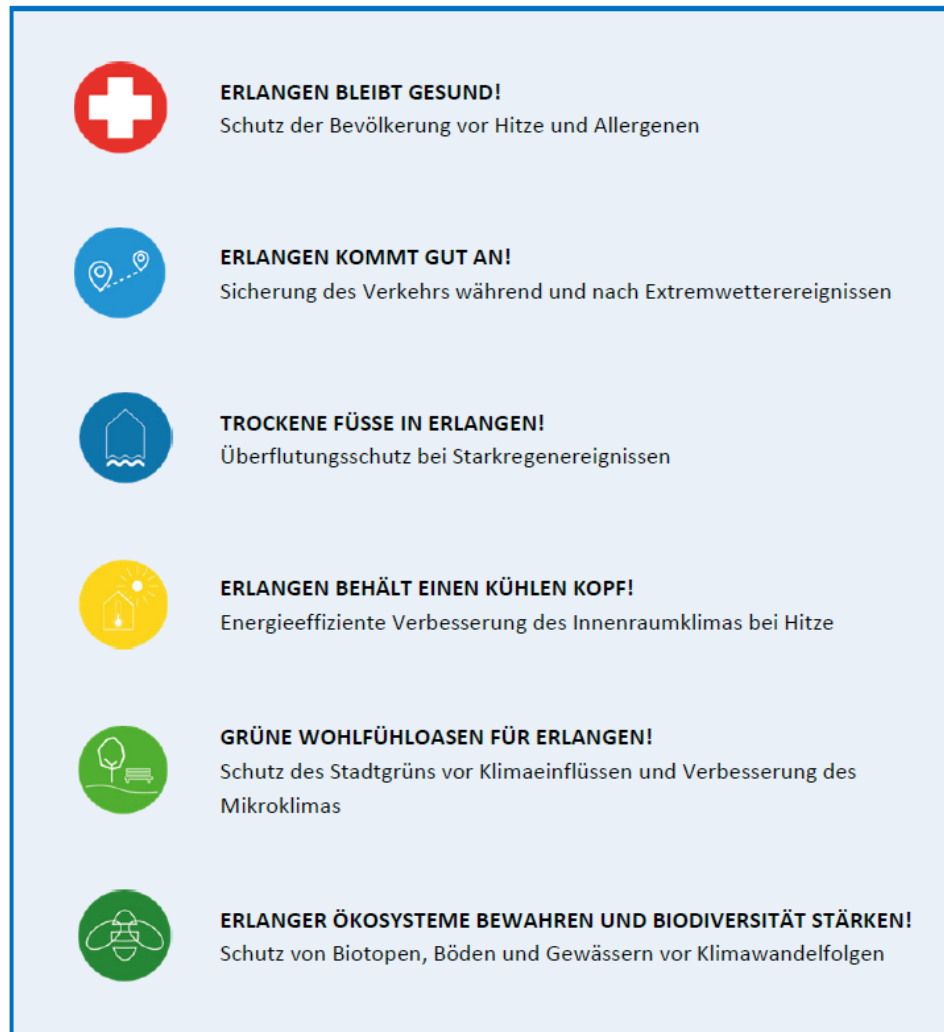 ERLANGEN BLEIBT GESUND!
Schutz der Bevölkerung vor Hitze und Allergenen
ERLANGEN KOMMT GUT AN!
Sicherung des Verkehrs während und nach Extremwetterereignissen
TROCKENE FÜSSE IN ERLANGEN!
Überflutungsschutz bei Starkregenereignissen
ERLANGEN BEHÄLT EINEN KÜHLEN KOPF!
Energieeffiziente Verbesserung des Innenraumklimas bei Hitze
GRÜNE WOHLFÜHLOASEN FÜR ERLANGEN!
Schutz des Stadtgrüns vor Klimaeinflüssen und Verbesserung des
Mikroklimas
ERLANGER ÖKOSYSTEME BEWAHREN UND BIODIVERSITÄT STÄRKEN!
Schutz von Biotopen, Böden und Gewässern vor Klimawandelfolgen